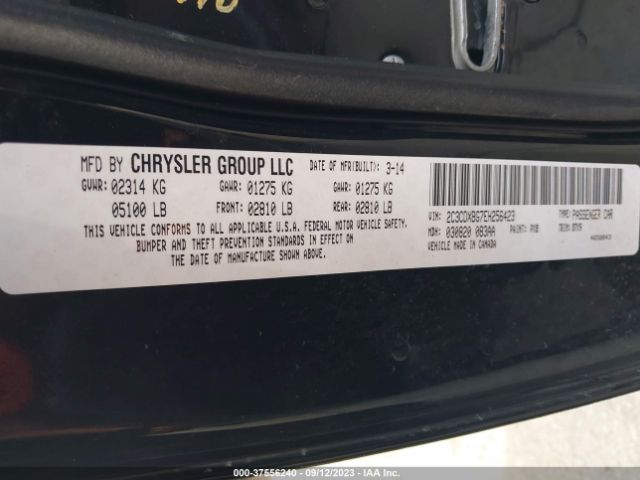 MFD BY CHRYSLER GROUP LLC DATE OF MFR(BUILT): 3-14
GVWR: 02314 KG GAWR: 01275 KG GAWR: 01275 KG
05100 LB FRONT: 02810 LB REAR: 02810 LB
THIS VEHICLE CONFORMS TO ALL APPLICABLE U.S.A. FEDERAL MOTOR VEHICLE SAFETY,
BUMPER AND THEFT PREVENTION STANDARDS IN EFFECT ON
THE DATE OF MANUFACTURE SHOWN ABOVE.
VIN: 2C3CDXBG7EH256423 TYPE: PASSENGER CAR
MDH: 030820 083AA PAINT: PXB TRIM:
VEHICLE MADE IN CANADA
000-37556240 - 09/12/2023 - IAA Inc.